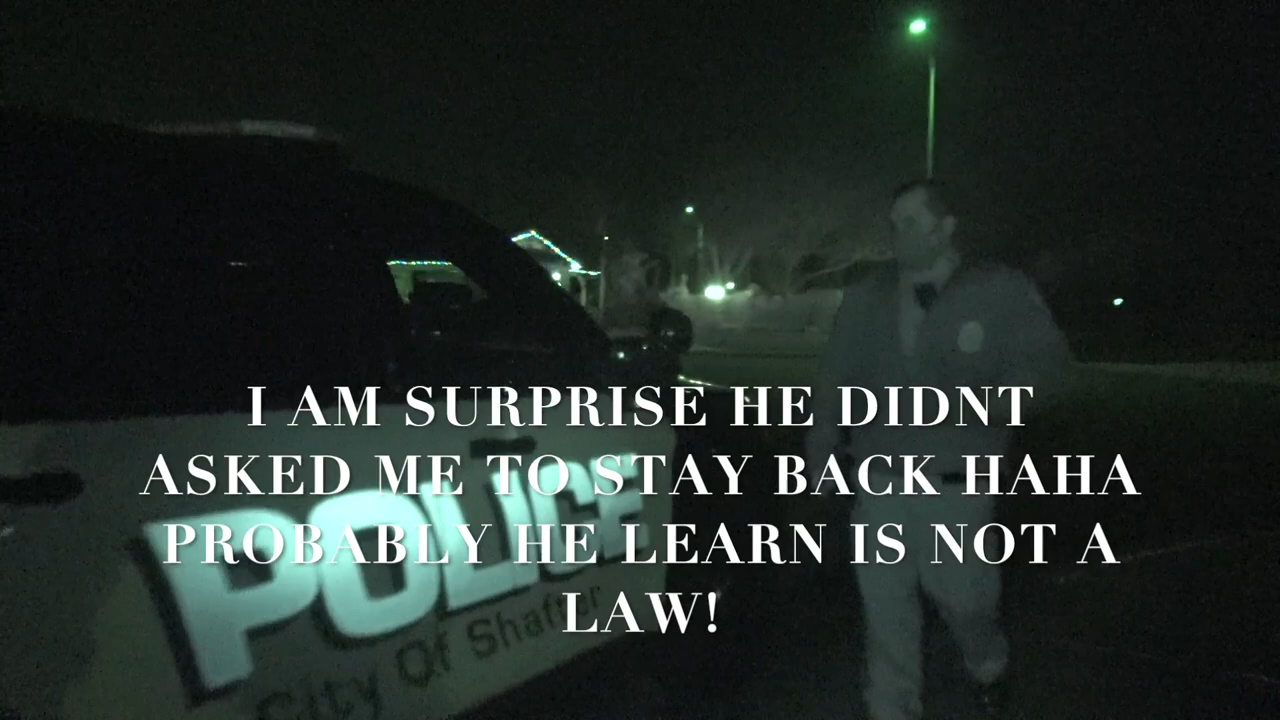 I AM SURPRISE HE DIDNT
ASKED ME TO STAY BACK HAHA
PROBABLY HE LEARN IS NOT A
LAW!
POLICE
City Of Shafter